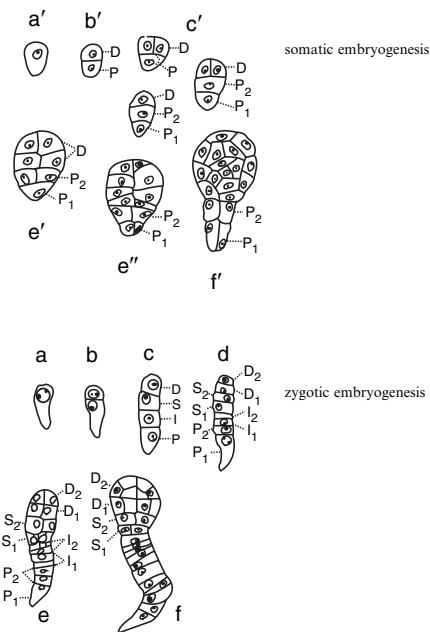 a′ b′ c′
D P D P D P₂ P₁ D P₂ P₁
somatic embryogenesis
D P₂ P₁ P₂ P₁ P₂ P₁
e′ e″ f′
a b c d
D S I P
D₂ S₂ D₁ S₁ I₂ P₂ I₁ P₁
zygotic embryogenesis
D₂ D₁ S₂ S₁ I₂ I₁ P₂ P₁
D₂ D₁ S₂ S₁
e f